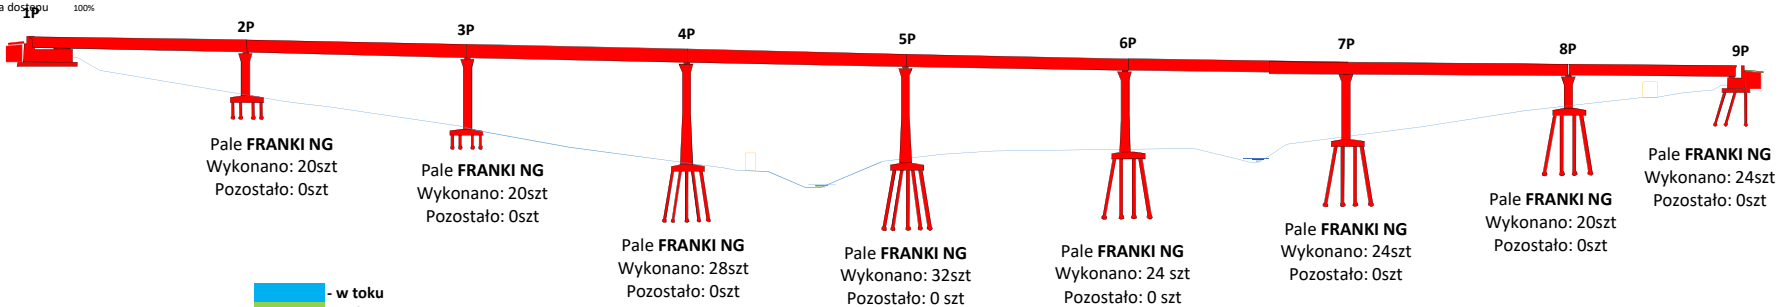 a dostępu 100%
1P
2P
3P
4P
5P
6P
7P
8P
9P
Pale FRANKI NG
Wykonano: 20szt
Pozostało: 0szt
Pale FRANKI NG
Wykonano: 20szt
Pozostało: 0szt
Pale FRANKI NG
Wykonano: 28szt
Pozostało: 0szt
Pale FRANKI NG
Wykonano: 32szt
Pozostało: 0 szt
Pale FRANKI NG
Wykonano: 24 szt
Pozostało: 0 szt
Pale FRANKI NG
Wykonano: 24szt
Pozostało: 0szt
Pale FRANKI NG
Wykonano: 20szt
Pozostało: 0szt
Pale FRANKI NG
Wykonano: 24szt
Pozostało: 0szt
- w toku